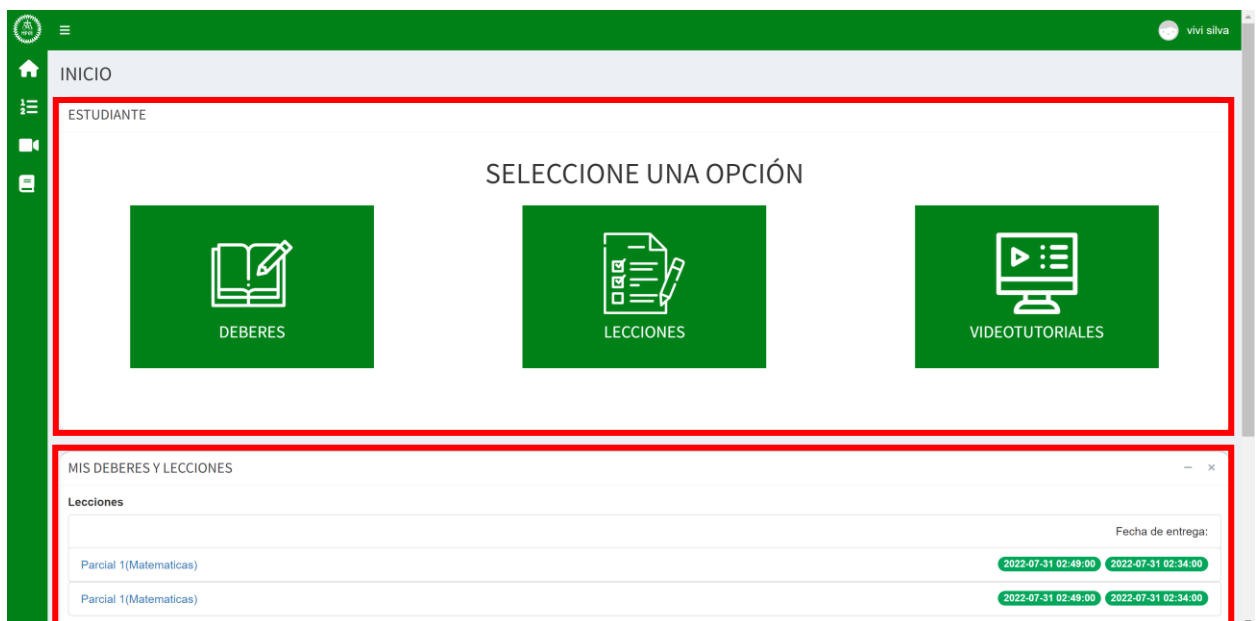 vivi silva
INICIO
ESTUDIANTE
SELECCIONE UNA OPCIÓN
DEBERES
LECCIONES
VIDEOTUTORIALES
MIS DEBERES Y LECCIONES
Lecciones
Fecha de entrega:
Parcial 1(Matematicas) 2022-07-31 02:49:00 2022-07-31 02:34:00
Parcial 1(Matematicas) 2022-07-31 02:49:00 2022-07-31 02:34:00